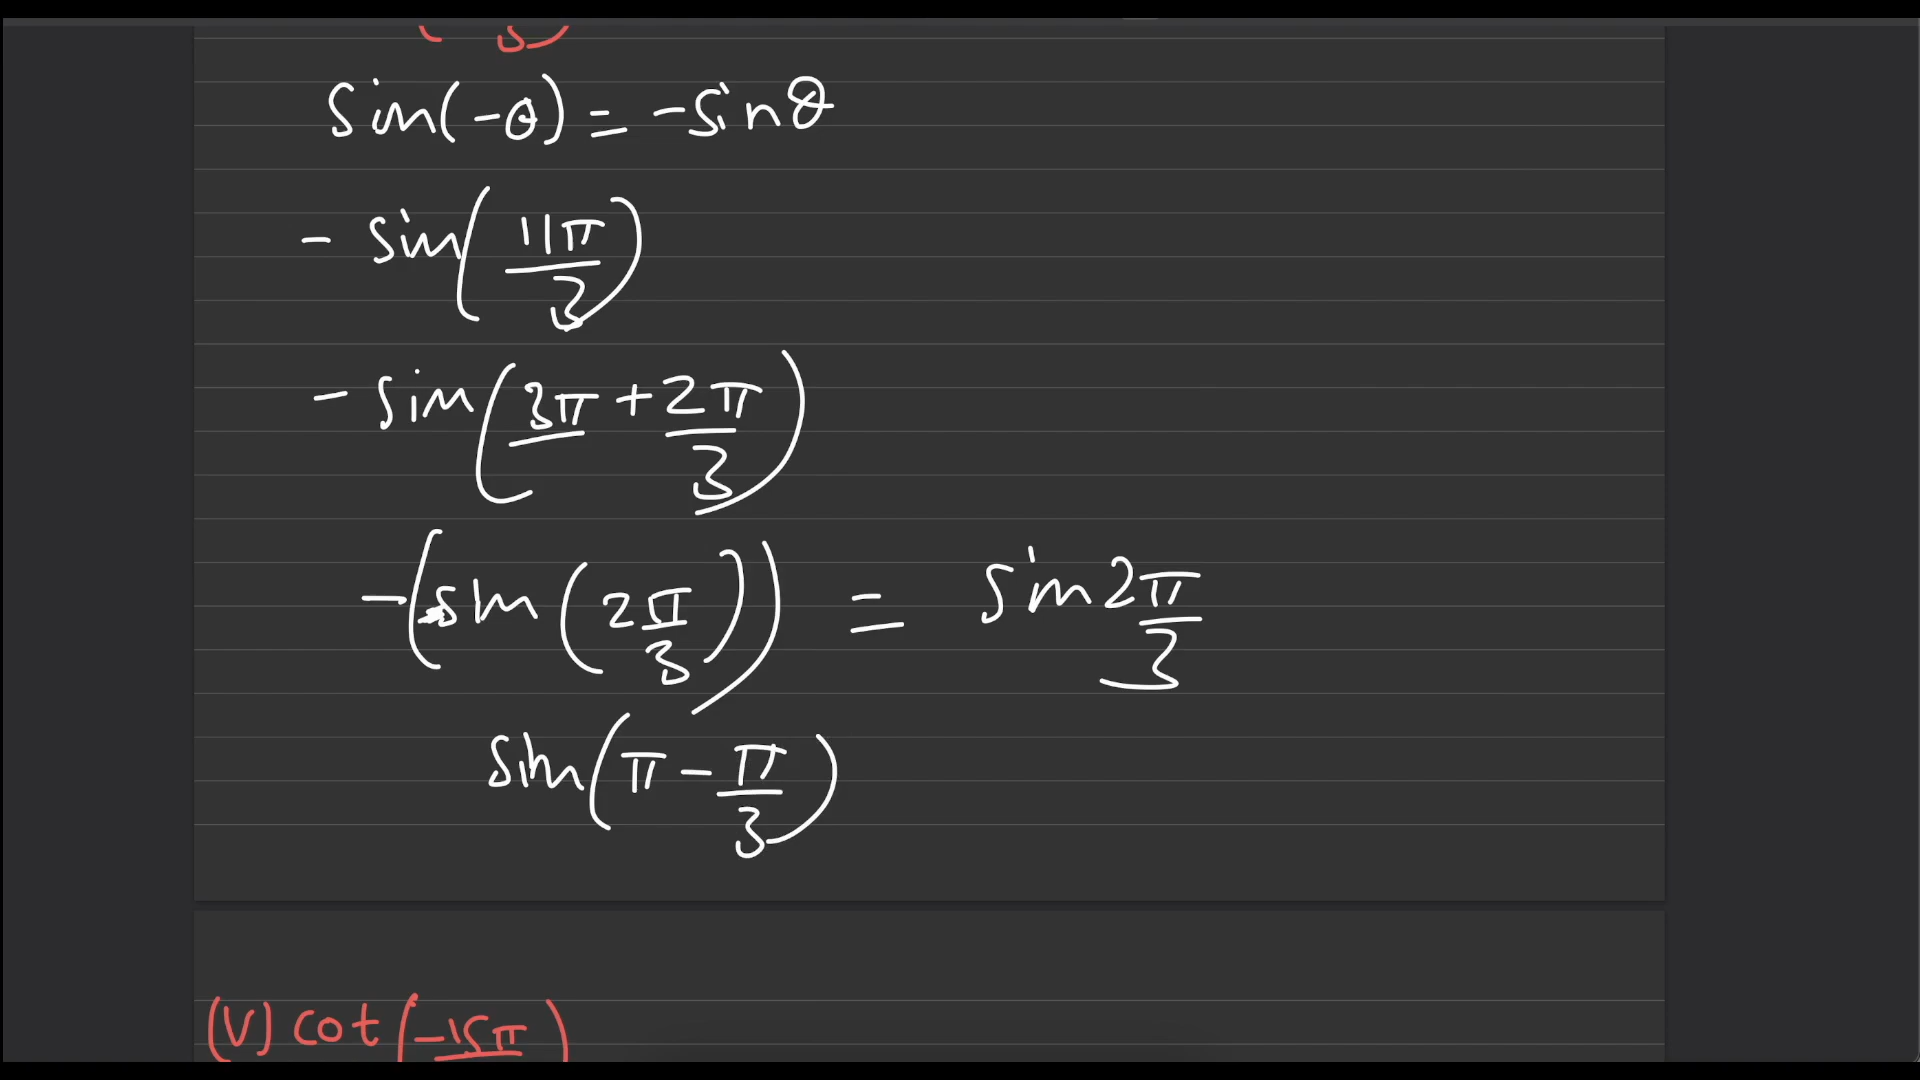 sin(-θ) = -sinθ
- sin(11π/3)
- sin(3π + 2π/3)
-(-sin(2π/3)) = sin 2π/3
sin(π - π/3)
(V) cot(-15π